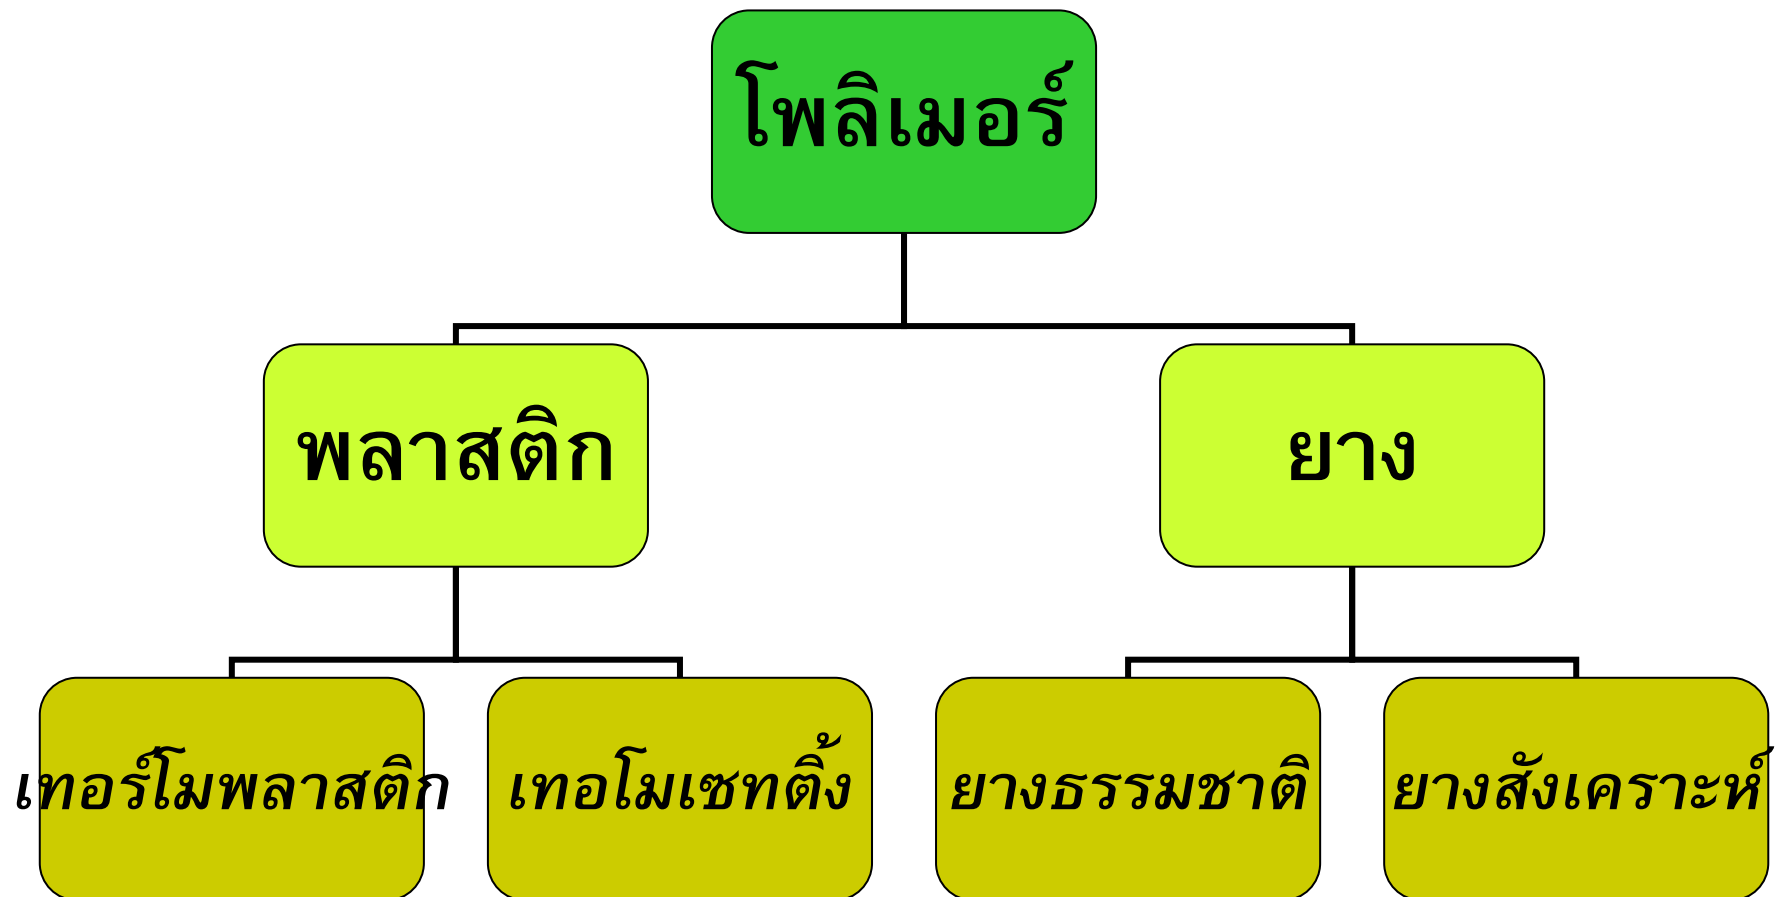 โพลิเมอร์
พลาสติก
ยาง
เทอร์โมพลาสติก
เทอโมเซทติ้ง
ยางธรรมชาติ
ยางสังเคราะห์